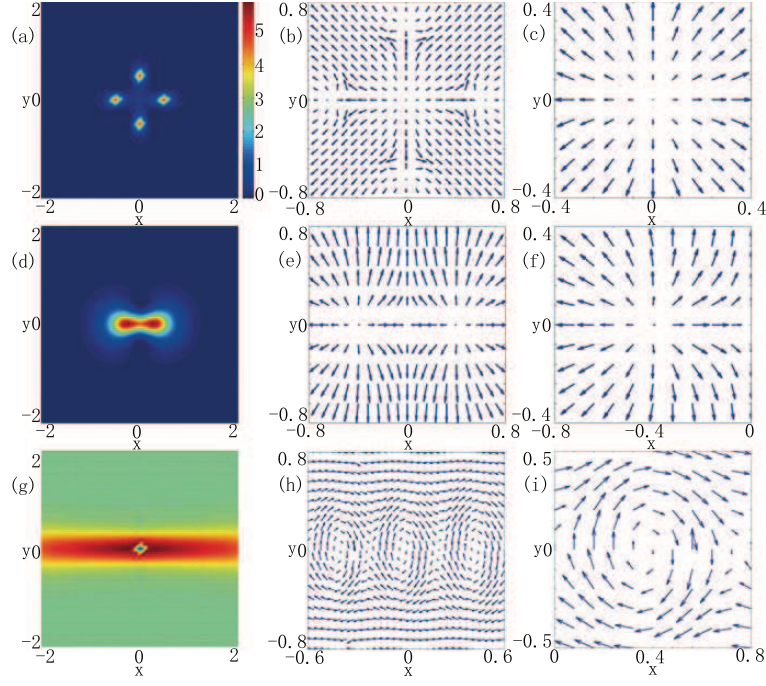 (a) 2 y0 -2 -2 0 2 x 5 4 3 2 1 0
(b) 0.8 y0 -0.8 -0.8 0 0.8 x
(c) 0.4 y0 -0.4 -0.4 0 0.4 x
(d) 2 y0 -2 -2 0 2 x
(e) 0.8 y0 -0.8 -0.8 0 0.8 x
(f) 0.4 y0 -0.4 -0.4 0 x
(g) 2 y0 -2 -2 0 2 x
(h) 0.8 y0 -0.8 -0.6 0 0.6 x
(i) 0.5 y0 -0.5 0 0.4 0.8 x